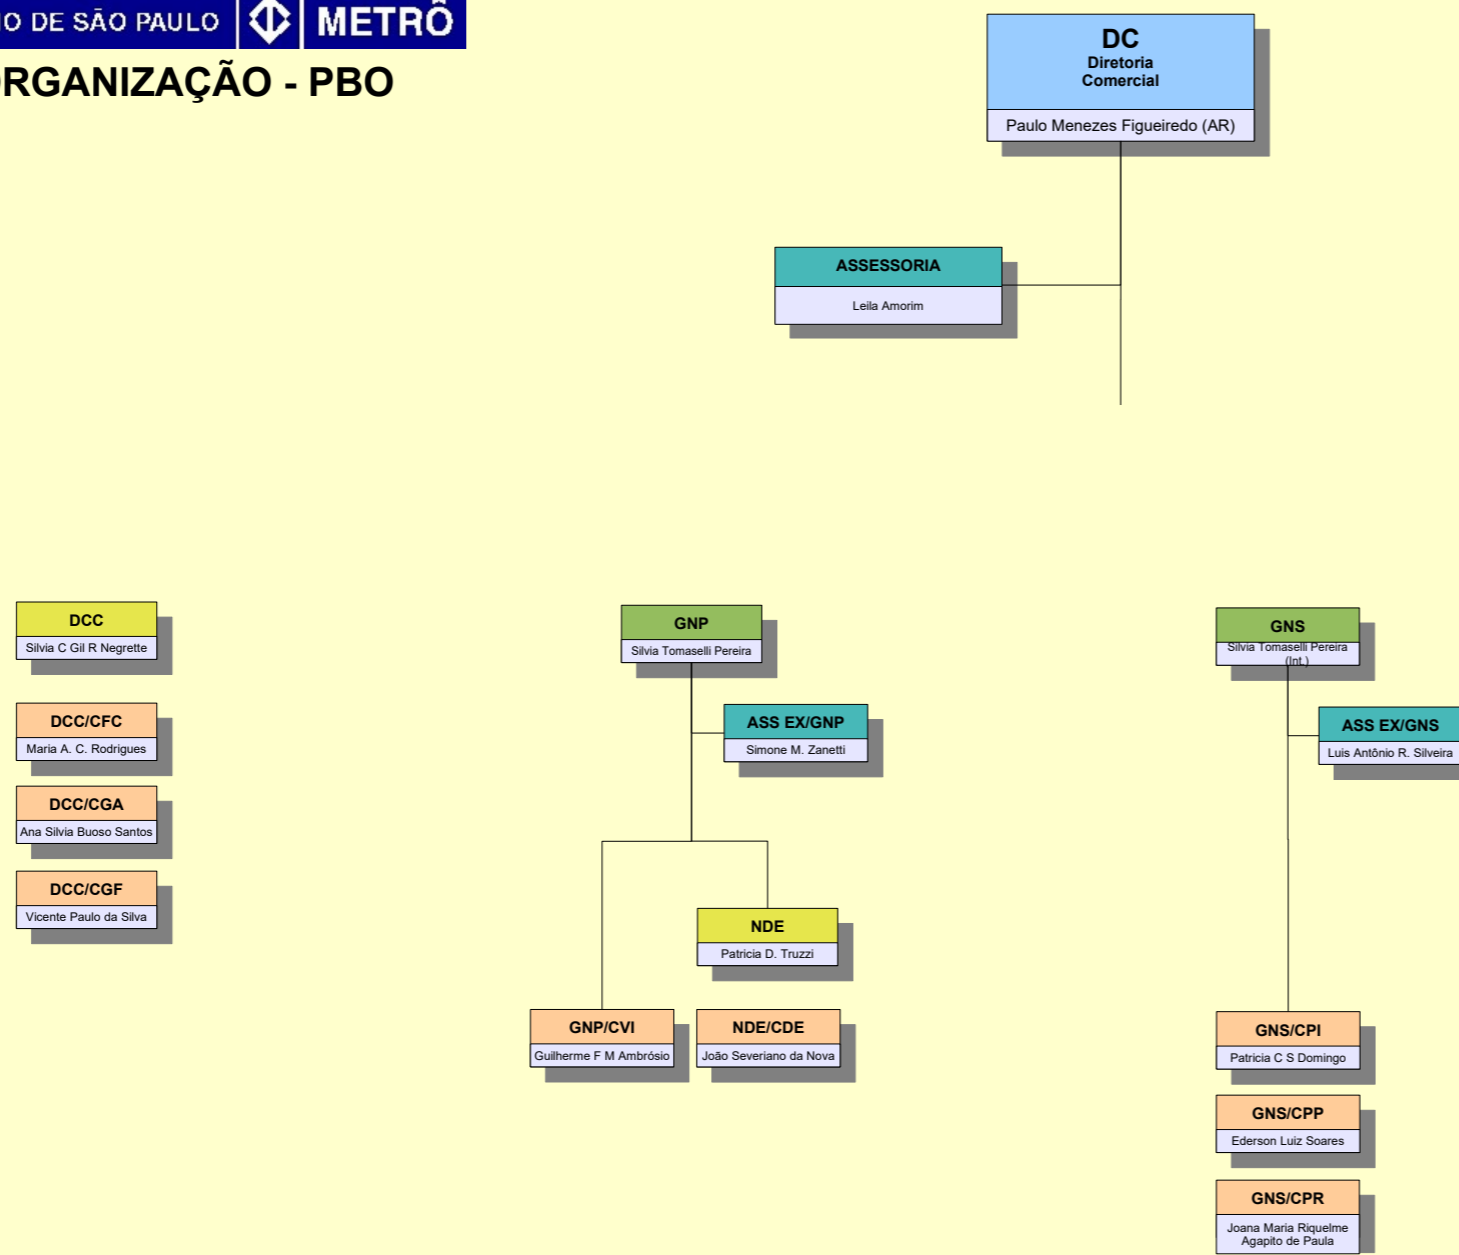 IO DE SÃO PAULO METRÔ
RGANIZAÇÃO - PBO
DC
Diretoria
Comercial
Paulo Menezes Figueiredo (AR)
ASSESSORIA
Leila Amorim
DCC
Silvia C Gil R Negrette
DCC/CFC
Maria A. C. Rodrigues
DCC/CGA
Ana Silvia Buoso Santos
DCC/CGF
Vicente Paulo da Silva
GNP
Silvia Tomaselli Pereira
ASS EX/GNP
Simone M. Zanetti
NDE
Patricia D. Truzzi
GNP/CVI
Guilherme F M Ambrósio
NDE/CDE
João Severiano da Nova
GNS
Silvia Tomaselli Pereira
(Int.)
ASS EX/GNS
Luis Antônio R. Silveira
GNS/CPI
Patricia C S Domingo
GNS/CPP
Ederson Luiz Soares
GNS/CPR
Joana Maria Riquelme
Agapito de Paula